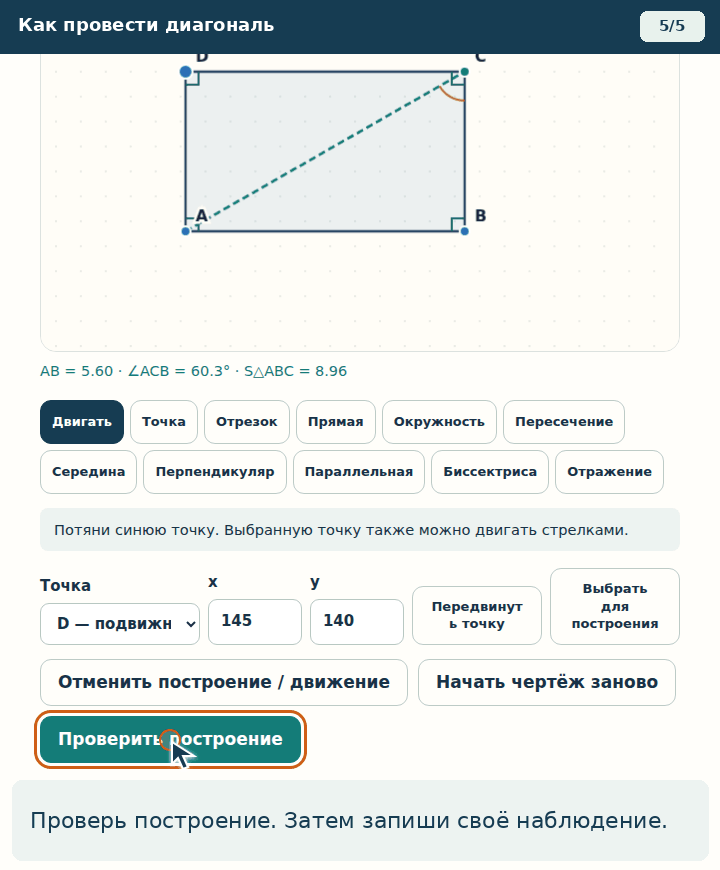 Как провести диагональ
5/5
D
C
A
B
AB = 5.60 · ∠ACB = 60.3° · S△ABC = 8.96
Двигать
Точка
Отрезок
Прямая
Окружность
Пересечение
Середина
Перпендикуляр
Параллельная
Биссектриса
Отражение
Потяни синюю точку. Выбранную точку также можно двигать стрелками.
Точка
x
y
D — подвижн
145
140
Передвинут
ь точку
Выбрать
для
построения
Отменить построение / движение
Начать чертёж заново
Проверить построение
Проверь построение. Затем запиши своё наблюдение.